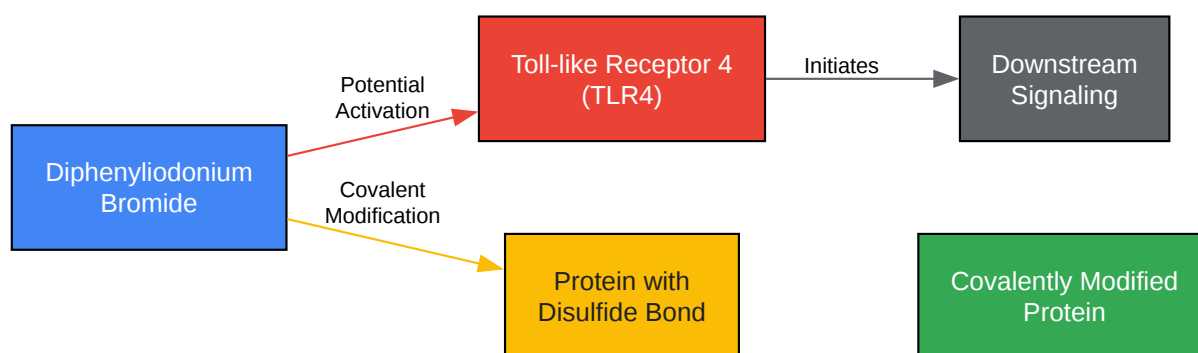 Toll-like Receptor 4
(TLR4)
Initiates
Downstream
Signaling
Potential
Activation
Diphenyliodonium
Bromide
Covalent
Modification
Protein with
Disulfide Bond
Covalently Modified
Protein